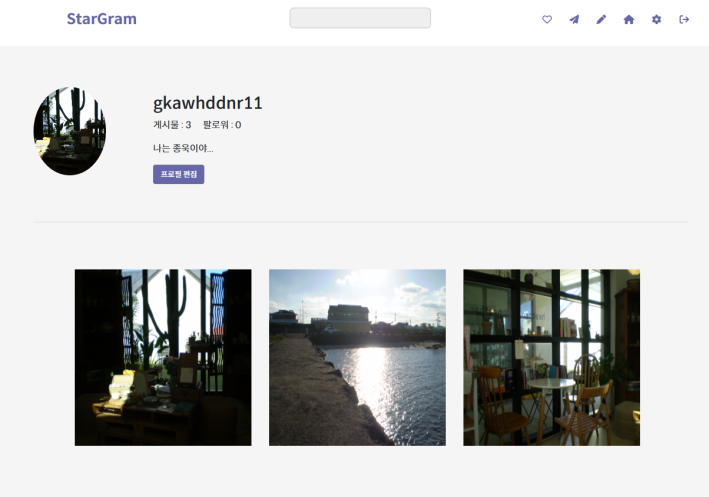 StarGram
gkawhddnr11
게시물 : 3 팔로워 : 0
나는 종욱이야...
프로필 편집